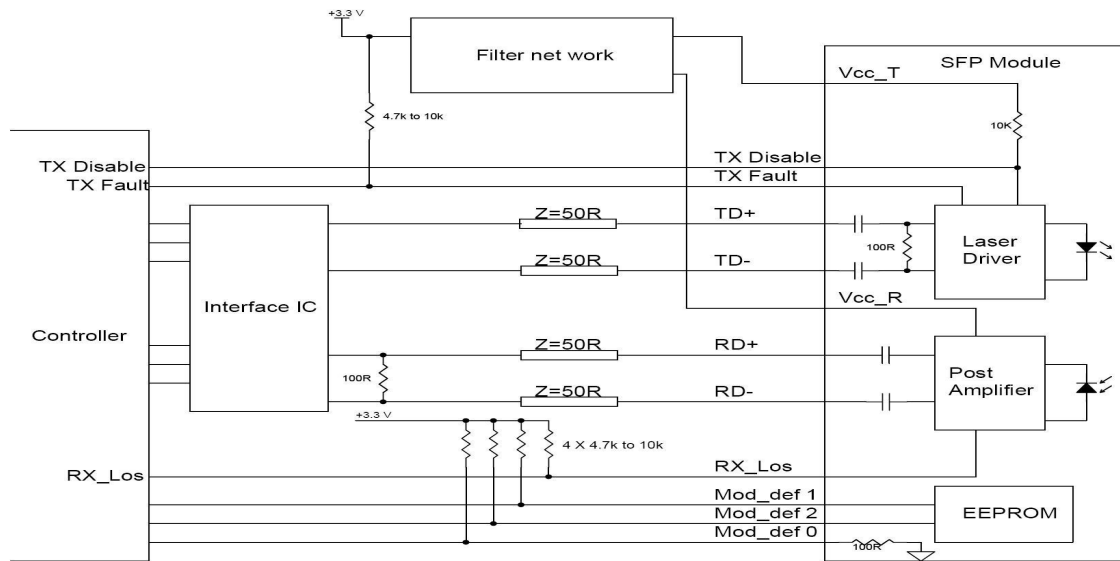 +3.3 V
Filter net work
SFP Module
Vcc_T
4.7k to 10k
10K
TX Disable
TX Disable
TX Fault
TX Fault
Z=50R
TD+
Laser
Driver
100R
Z=50R
TD-
Interface IC
Vcc_R
Controller
Z=50R
RD+
Post
Amplifier
100R
Z=50R
RD-
+3.3 V
4 X 4.7k to 10k
RX_Los
RX_Los
Mod_def 1
Mod_def 2
Mod_def 0
EEPROM
100R